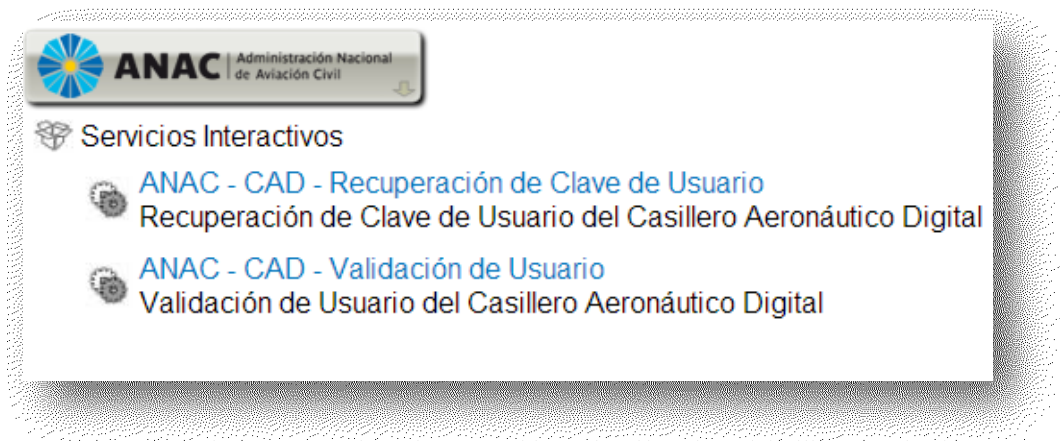 ANAC Administración Nacional
de Aviación Civil
Servicios Interactivos
ANAC - CAD - Recuperación de Clave de Usuario
Recuperación de Clave de Usuario del Casillero Aeronáutico Digital
ANAC - CAD - Validación de Usuario
Validación de Usuario del Casillero Aeronáutico Digital